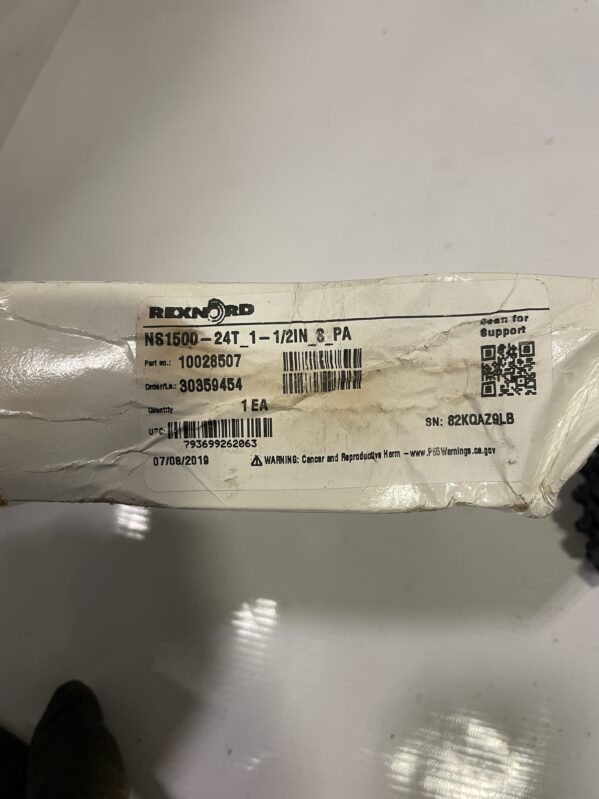 REXNORD
NS1500-24T_1-1/2IN_S_PA
Scan for
Support
Part no.: 10028507
Order/Le.: 30359454
Quantity 1 EA
SN: 82KQAZ9LB
UPC:
793699262063
07/08/2019 ⚠ WARNING: Cancer and Reproductive Harm - www.P65Warnings.ca.gov